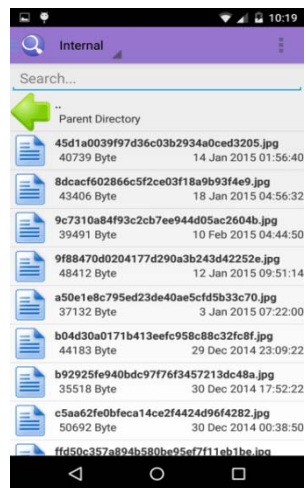 10:19
Internal
Search...
..
Parent Directory
45d1a0039f97d36c03b2934a0ced3205.jpg
40739 Byte 14 Jan 2015 01:56:40
8dcacf602866c5f2ce03f18a9b93f4e9.jpg
43406 Byte 18 Jan 2015 04:56:32
9c7310a84f93c2cb7ee944d05ac2604b.jpg
39491 Byte 10 Feb 2015 04:44:50
9f88470d0204177d290a3b243d42252e.jpg
48412 Byte 12 Jan 2015 09:51:14
a50e1e8c795ed23de40ae5cfd5b33c70.jpg
37132 Byte 3 Jan 2015 07:22:00
b04d30a0171b413eefc958c88c32fc8f.jpg
44183 Byte 29 Dec 2014 23:09:22
b92925fe940bdc97f76f3457213dc48a.jpg
35518 Byte 30 Dec 2014 17:52:22
c5aa62fe0bfeca14ce2f4424d96f4282.jpg
50692 Byte 30 Dec 2014 00:38:50
ffd50c357a894b580be95ef7f11eb1be.jpg